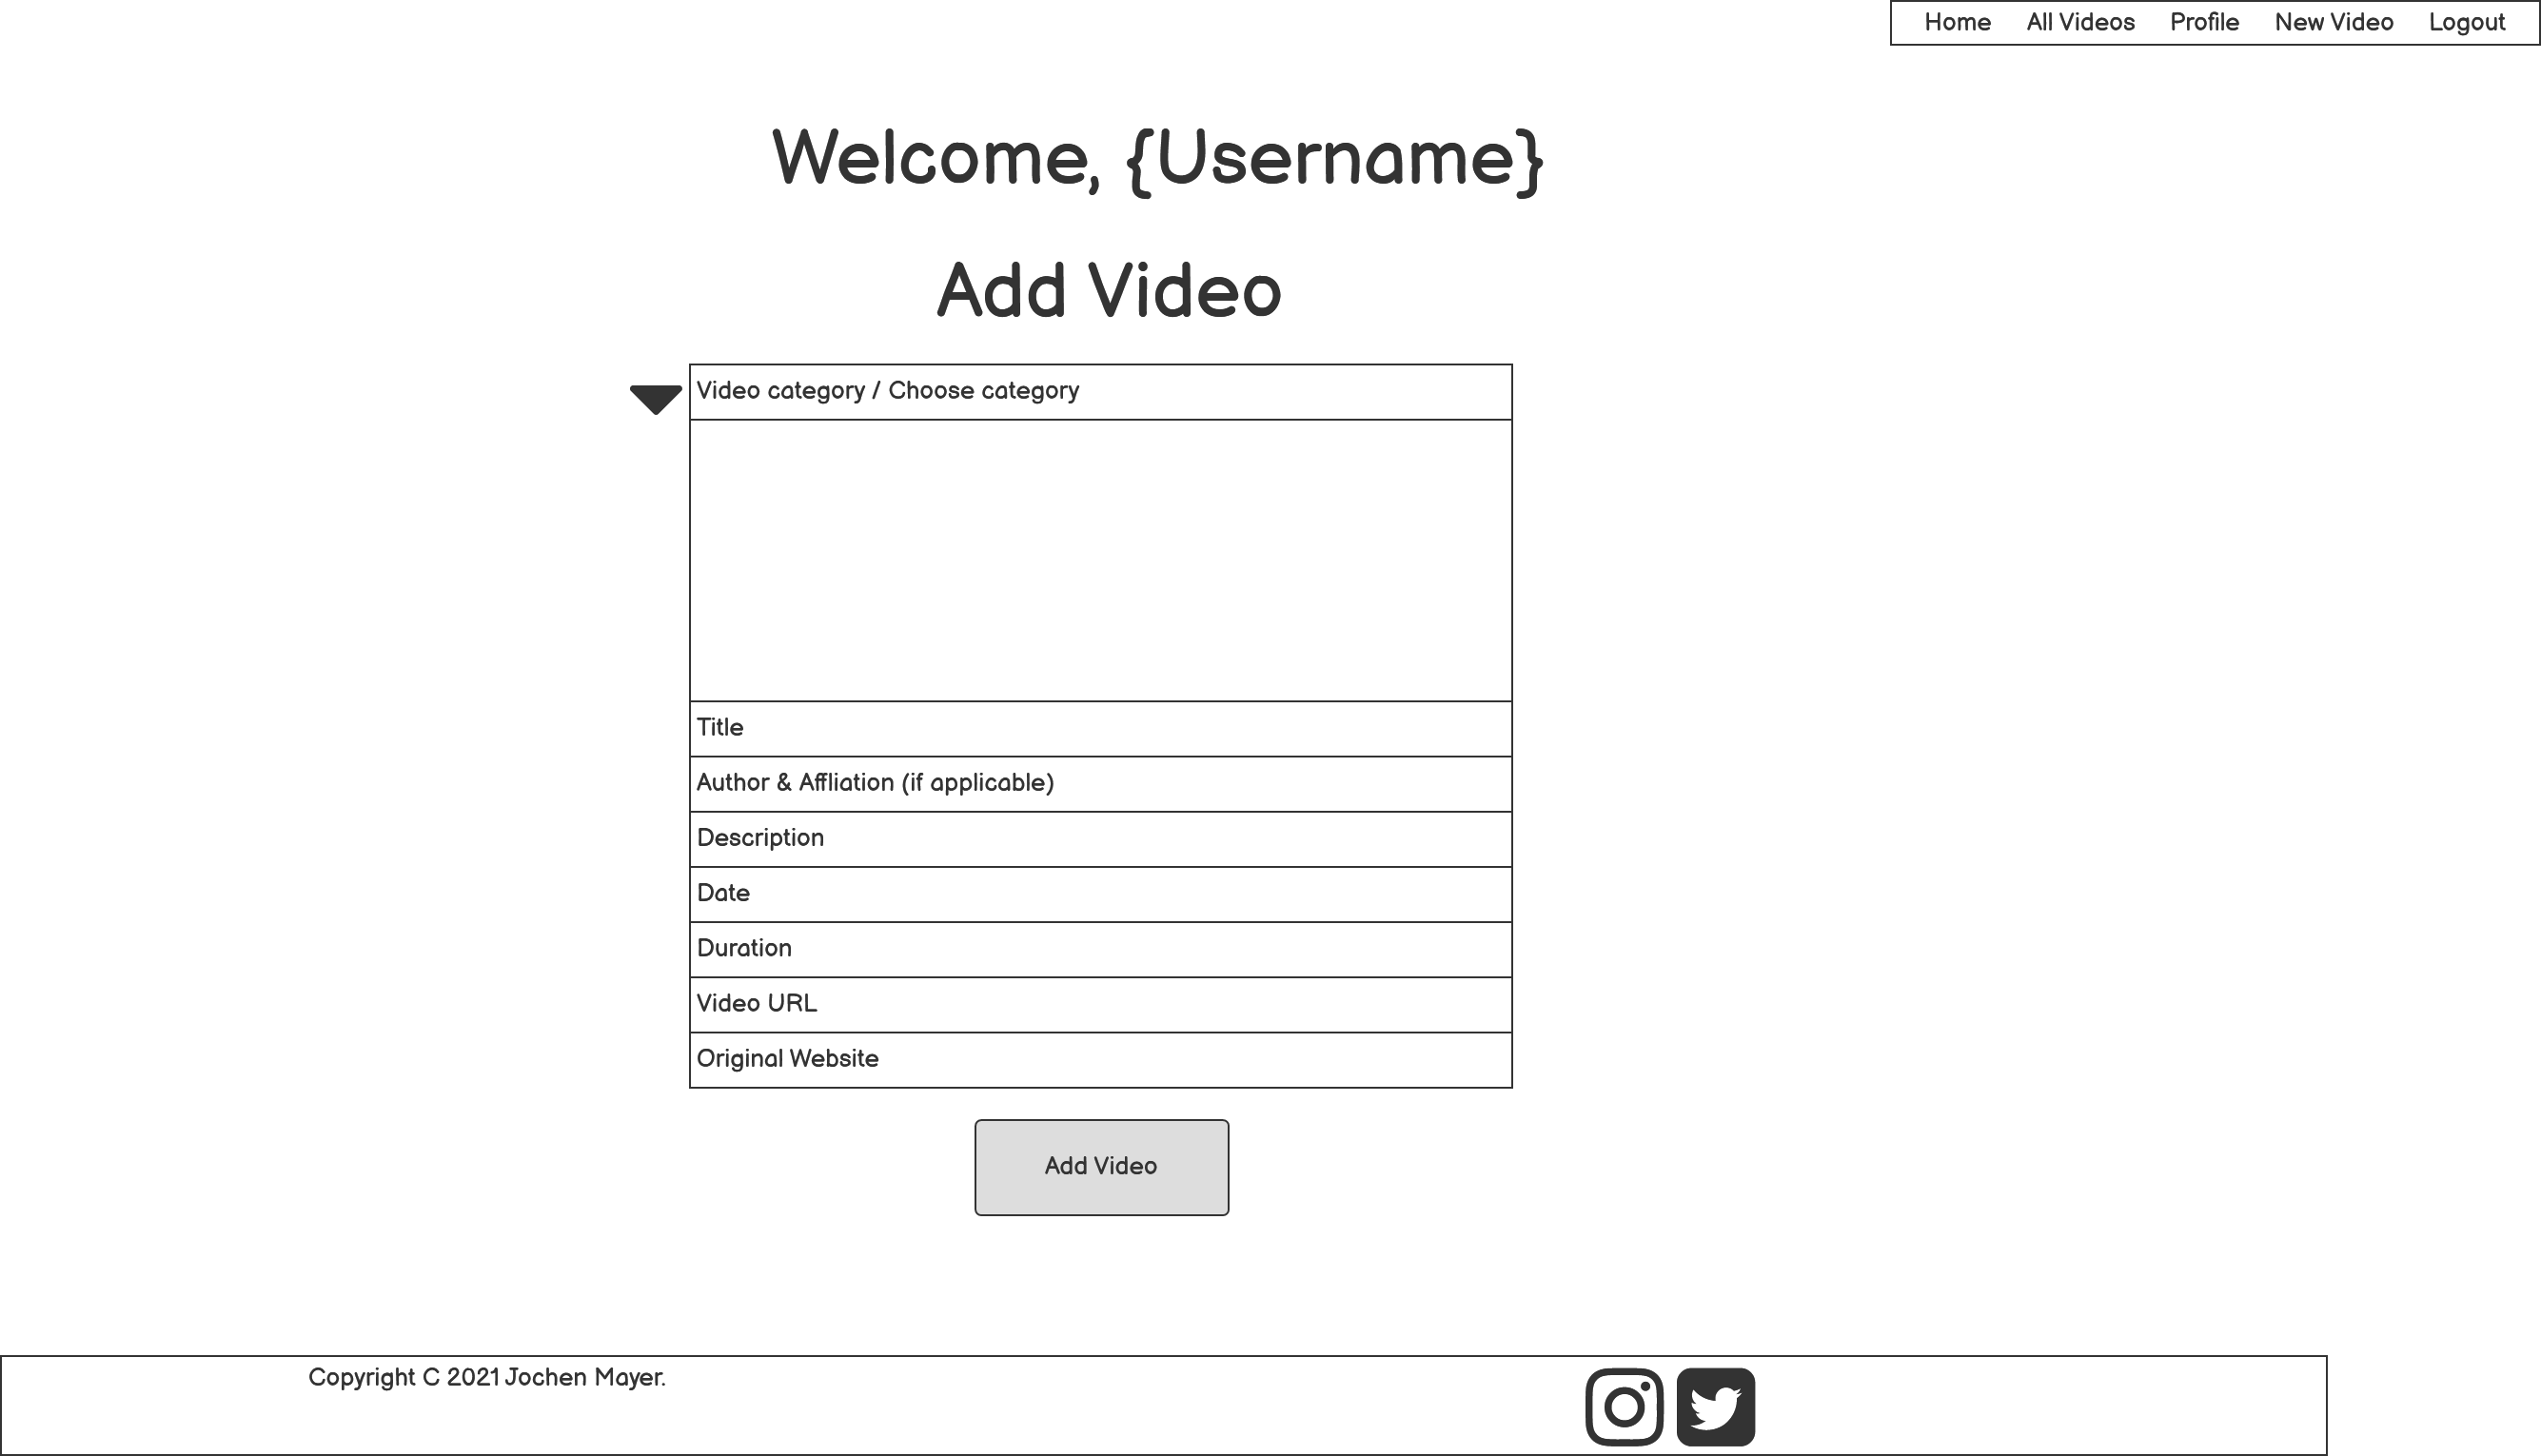 Home All Videos Profile New Video Logout
Welcome, {Username}
Add Video
Video category / Choose category
Title
Author & Affliation (if applicable)
Description
Date
Duration
Video URL
Original Website
Add Video
Copyright C 2021 Jochen Mayer.